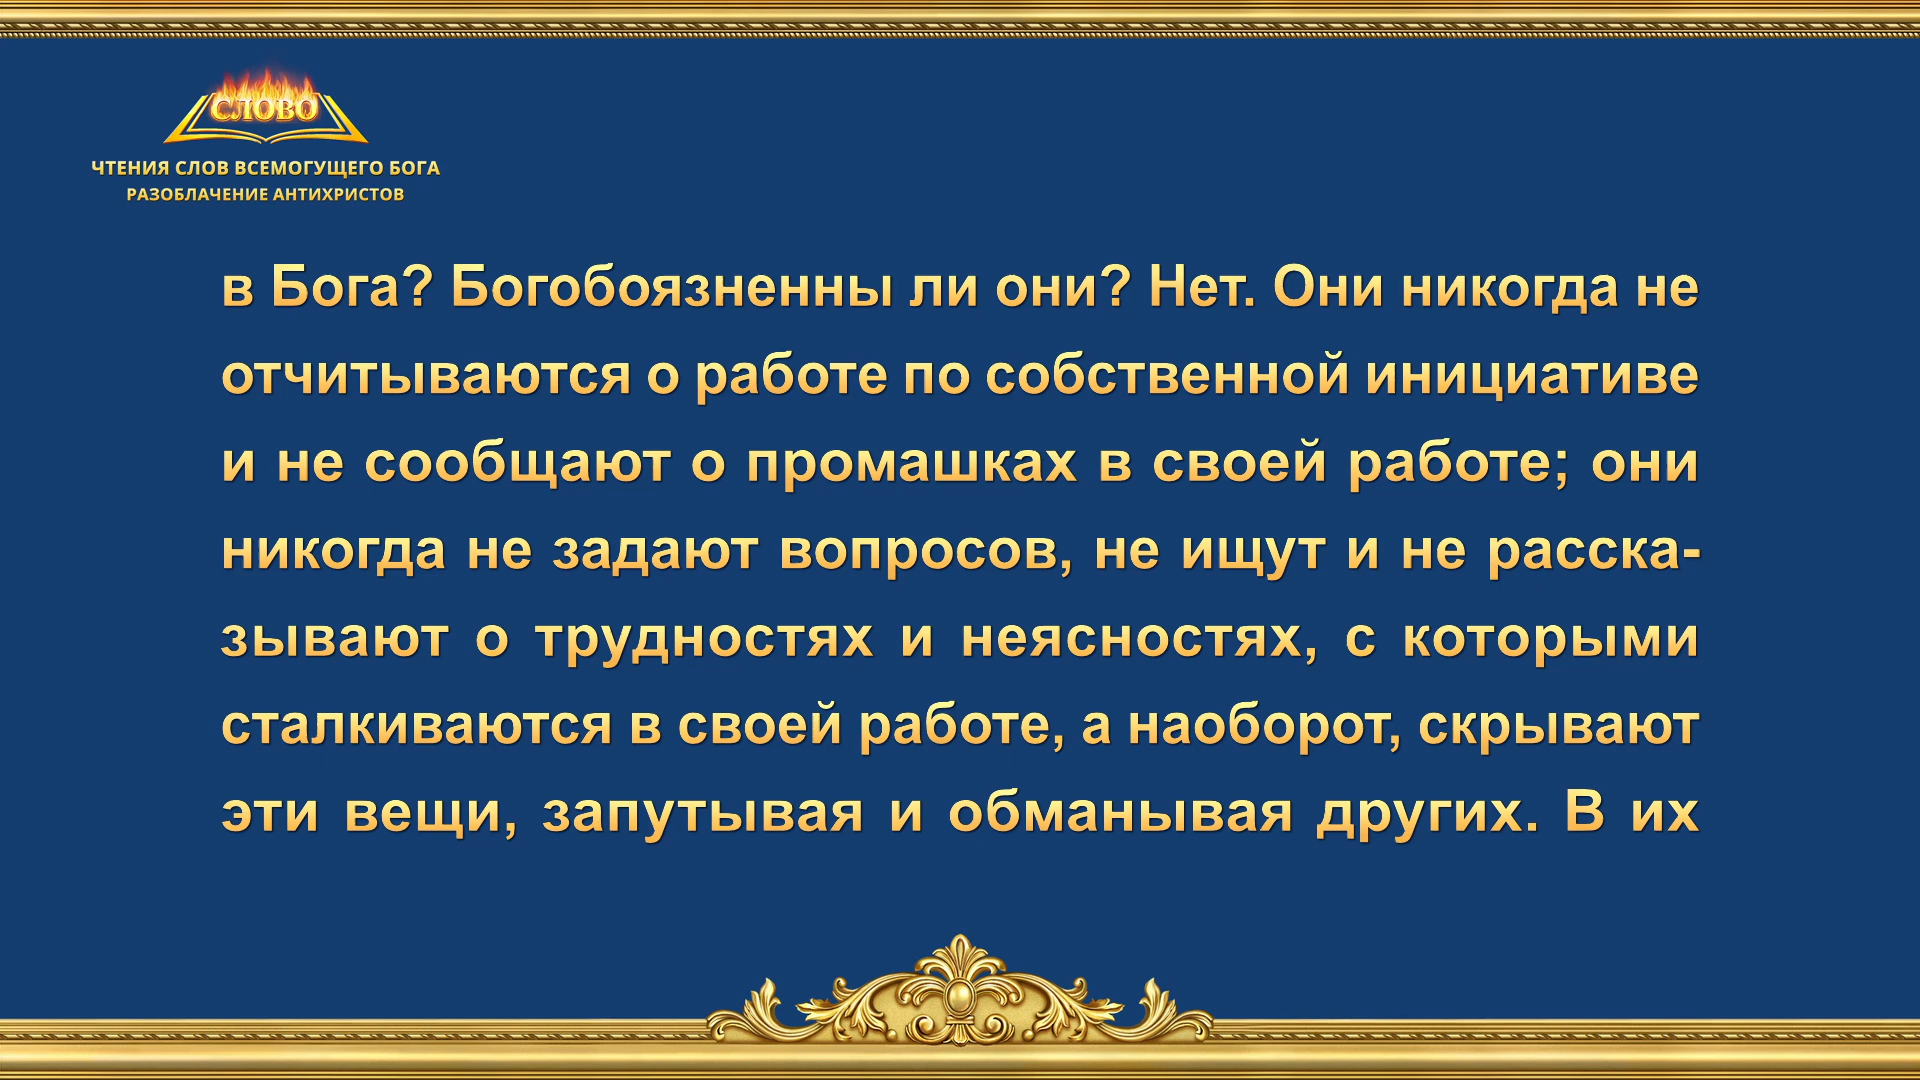 СЛОВО
ЧТЕНИЯ СЛОВ ВСЕМОГУЩЕГО БОГА
РАЗОБЛАЧЕНИЕ АНТИХРИСТОВ
в Бога? Богобоязненны ли они? Нет. Они никогда не
отчитываются о работе по собственной инициативе
и не сообщают о промашках в своей работе; они
никогда не задают вопросов, не ищут и не расска-
зывают о трудностях и неясностях, с которыми
сталкиваются в своей работе, а наоборот, скрывают
эти вещи, запутывая и обманывая других. В их